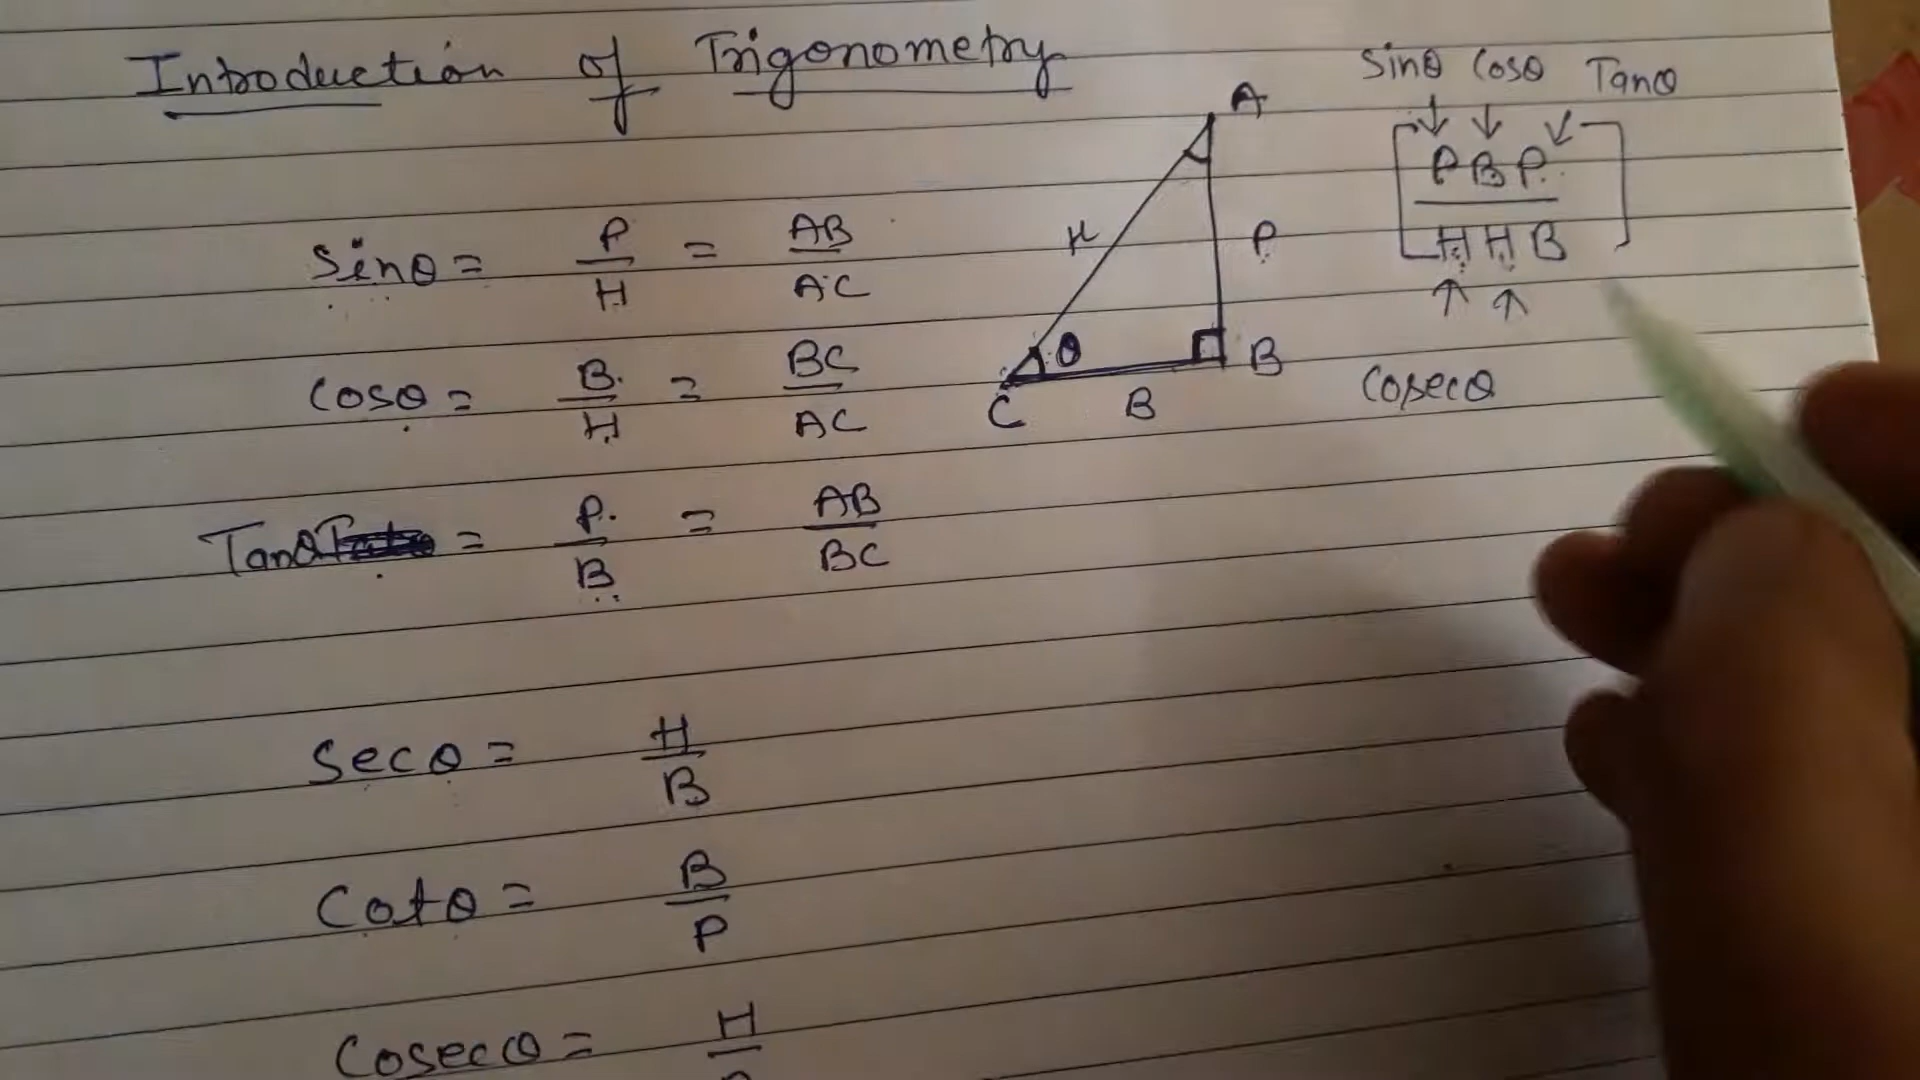 Introduction of Trigonometry
Sinθ Cosθ Tanθ
↓ ↓ ↓
P B P
H H B
↑ ↑
Cosecθ
A
H P
θ
C B B
Sinθ = P/H = AB/AC
Cosθ = B/H = BC/AC
Tanθ = P/B = AB/BC
Secθ = H/B
Cotθ = B/P
Cosecθ = H